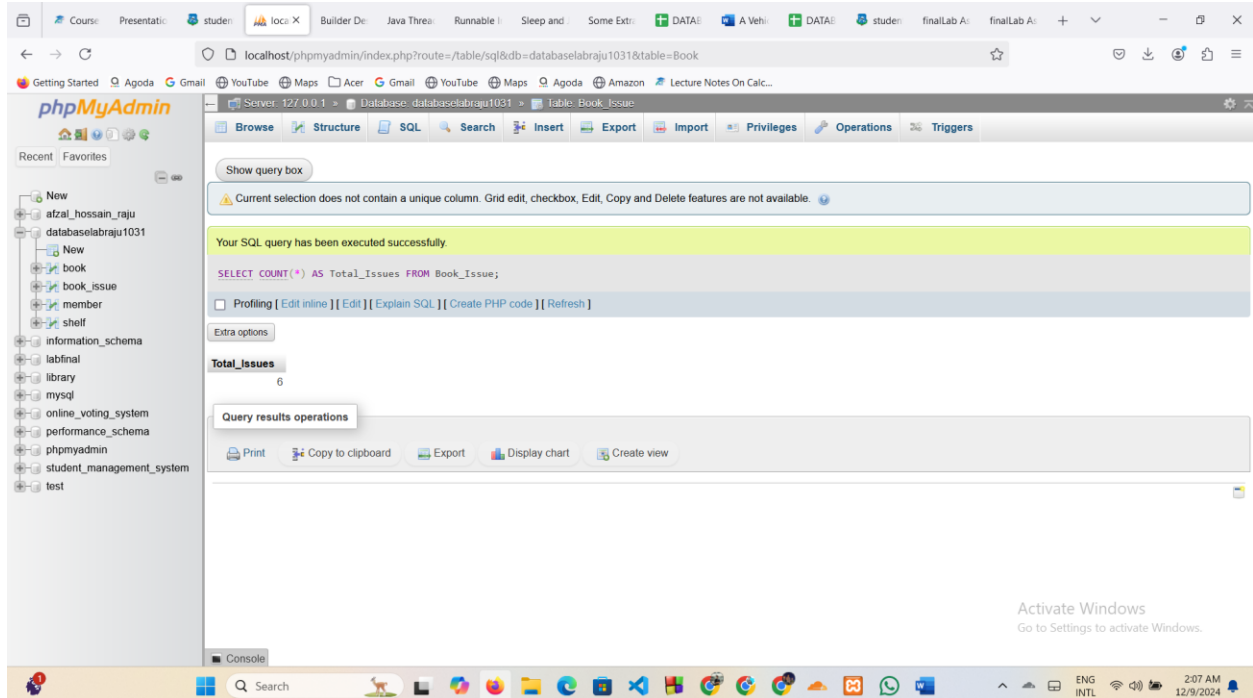 Course Presentatic studen loca X Builder De Java Threa Runnable I Sleep and Some Extra DATAB A Vehic DATAB studen finalLab As finalLab As
localhost/phpmyadmin/index.php?route=/table/sql&db=databaselabraju1031&table=Book
Getting Started Agoda Gmail YouTube Maps Acer Gmail YouTube Maps Agoda Amazon Lecture Notes On Calc...
phpMyAdmin
Recent Favorites
New
afzal_hossain_raju
databaselabraju1031
New
book
book_issue
member
shelf
information_schema
labfinal
library
mysql
online_voting_system
performance_schema
phpmyadmin
student_management_system
test
Server: 127.0.0.1 » Database: databaselabraju1031 » Table: Book_Issue
Browse Structure SQL Search Insert Export Import Privileges Operations Triggers
Show query box
Current selection does not contain a unique column. Grid edit, checkbox, Edit, Copy and Delete features are not available.
Your SQL query has been executed successfully.
SELECT COUNT(*) AS Total_Issues FROM Book_Issue;
Profiling [ Edit inline ] [ Edit ] [ Explain SQL ] [ Create PHP code ] [ Refresh ]
Extra options
Total_Issues
6
Query results operations
Print Copy to clipboard Export Display chart Create view
Console
Activate Windows
Go to Settings to activate Windows.
Search
ENG
INTL
2:07 AM
12/9/2024